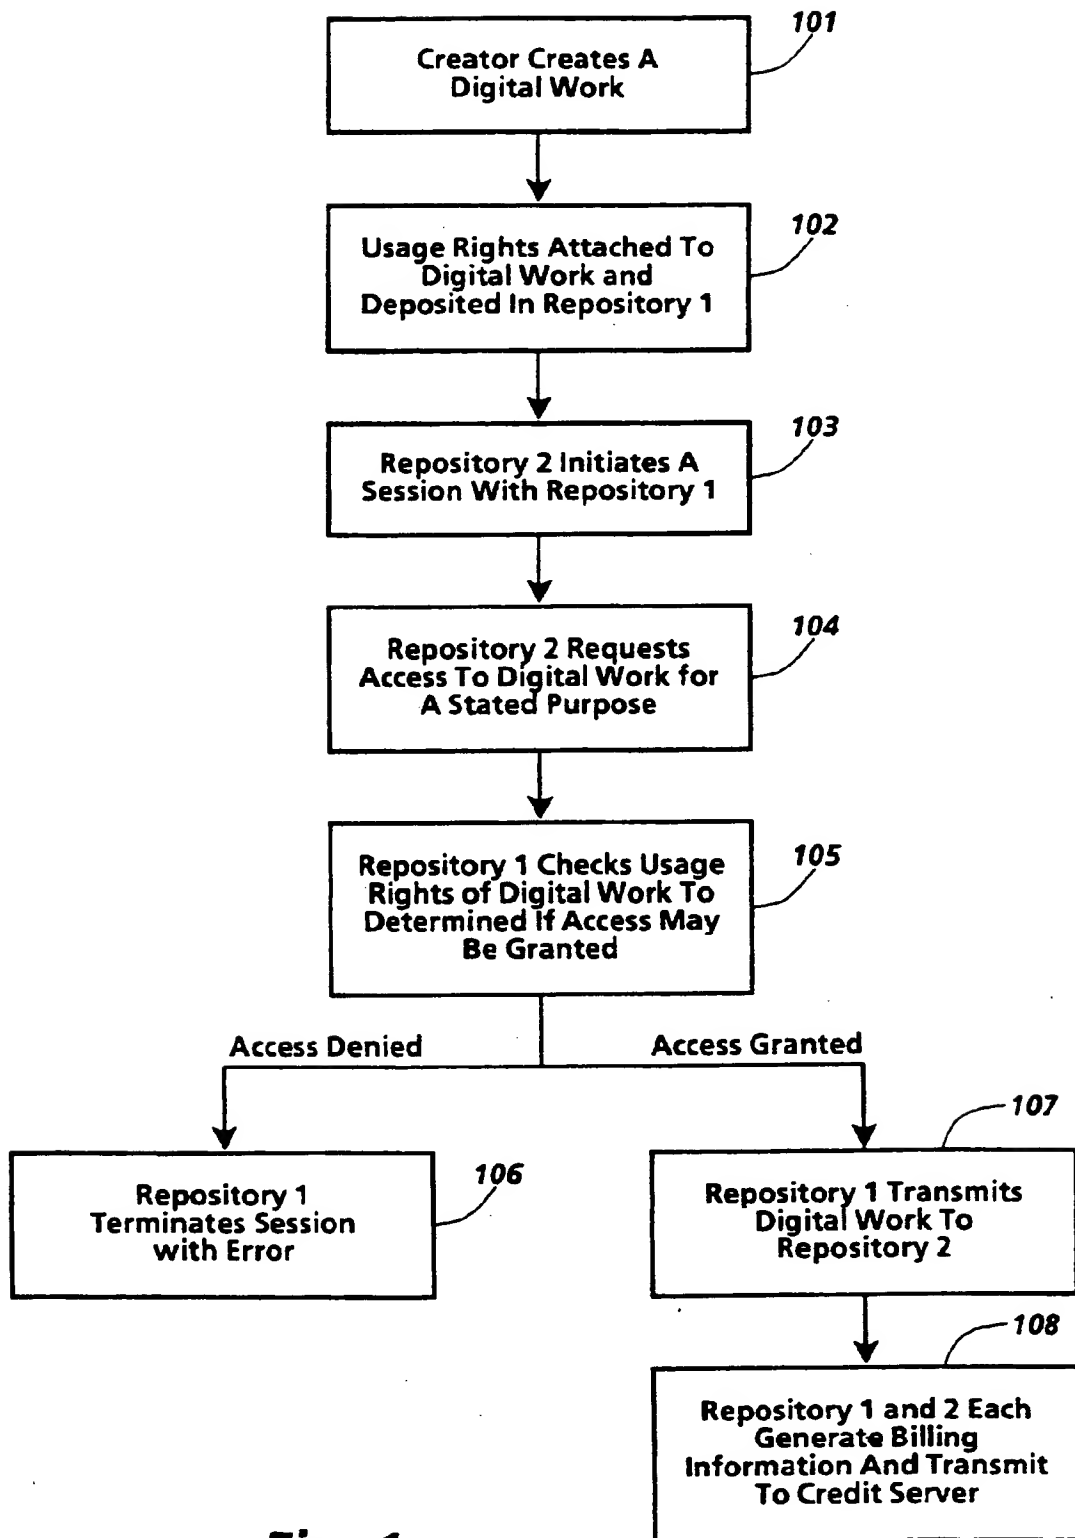 101
Creator Creates A
Digital Work
102
Usage Rights Attached To
Digital Work and
Deposited In Repository 1
103
Repository 2 Initiates A
Session With Repository 1
104
Repository 2 Requests
Access To Digital Work for
A Stated Purpose
105
Repository 1 Checks Usage
Rights of Digital Work To
Determined If Access May
Be Granted
Access Denied
Access Granted
106
Repository 1
Terminates Session
with Error
107
Repository 1 Transmits
Digital Work To
Repository 2
108
Repository 1 and 2 Each
Generate Billing
Information And Transmit
To Credit Server